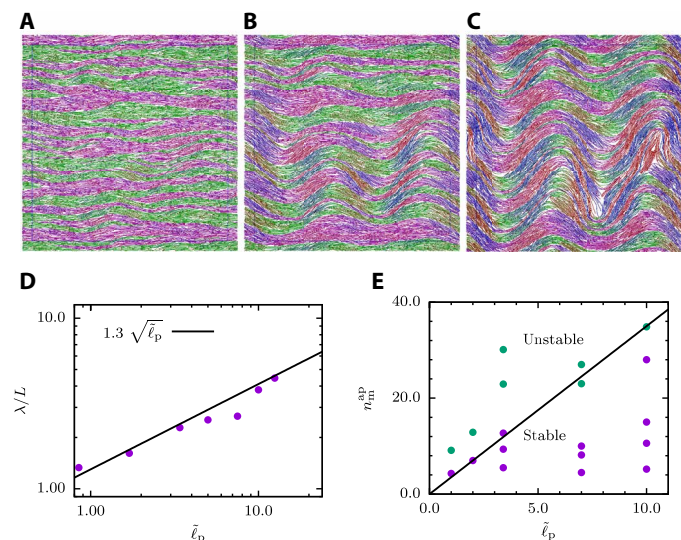 A B C
D
10.0
1.3 √ℓ̃p
λ/L
1.00
1.00 10.0
ℓ̃p
E
40.0
Unstable
n_m^ap
20.0
Stable
0.0
0.0 5.0 10.0
ℓ̃p